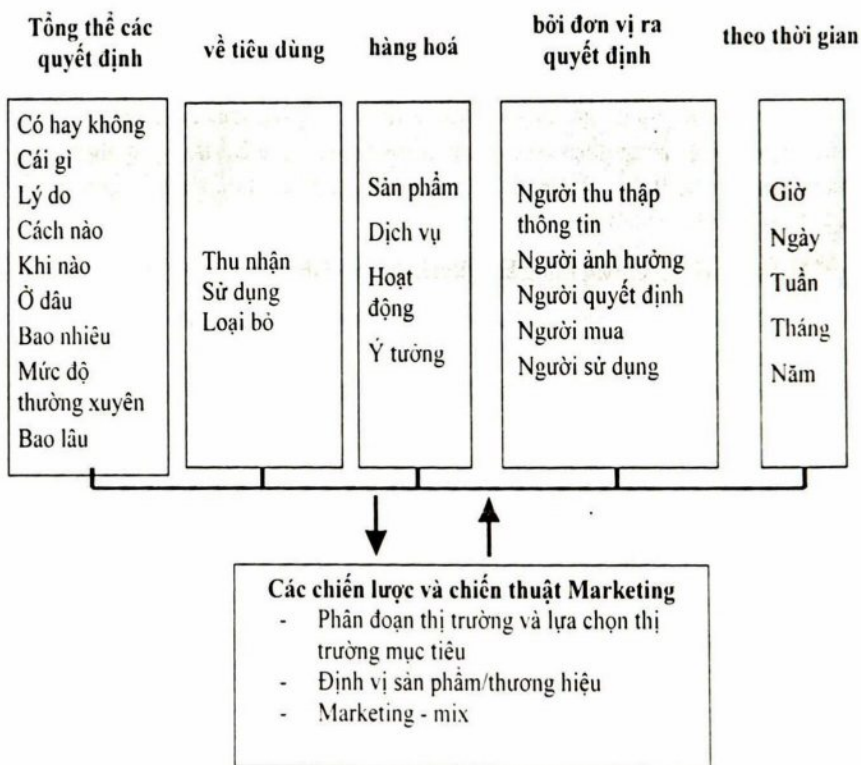 Tổng thể các
quyết định
về tiêu dùng
hàng hoá
bởi đơn vị ra
quyết định
theo thời gian
Có hay không
Cái gì
Lý do
Cách nào
Khi nào
Ở dâu
Bao nhiêu
Mức dộ
thường xuyên
Bao lâu
Thu nhận
Sử dụng
Loại bỏ
Sản phẩm
Dịch vụ
Hoạt
động
Ý tưởng
Người thu thập
thông tin
Người ảnh hưởng
Người quyết định
Người mua
Người sử dụng
Giờ
Ngày
Tuần
Tháng
Năm
Các chiến lược và chiến thuật Marketing
- Phân đoạn thị trường và lựa chọn thị
trường mục tiêu
- Định vị sản phẩm/thương hiệu
- Marketing - mix